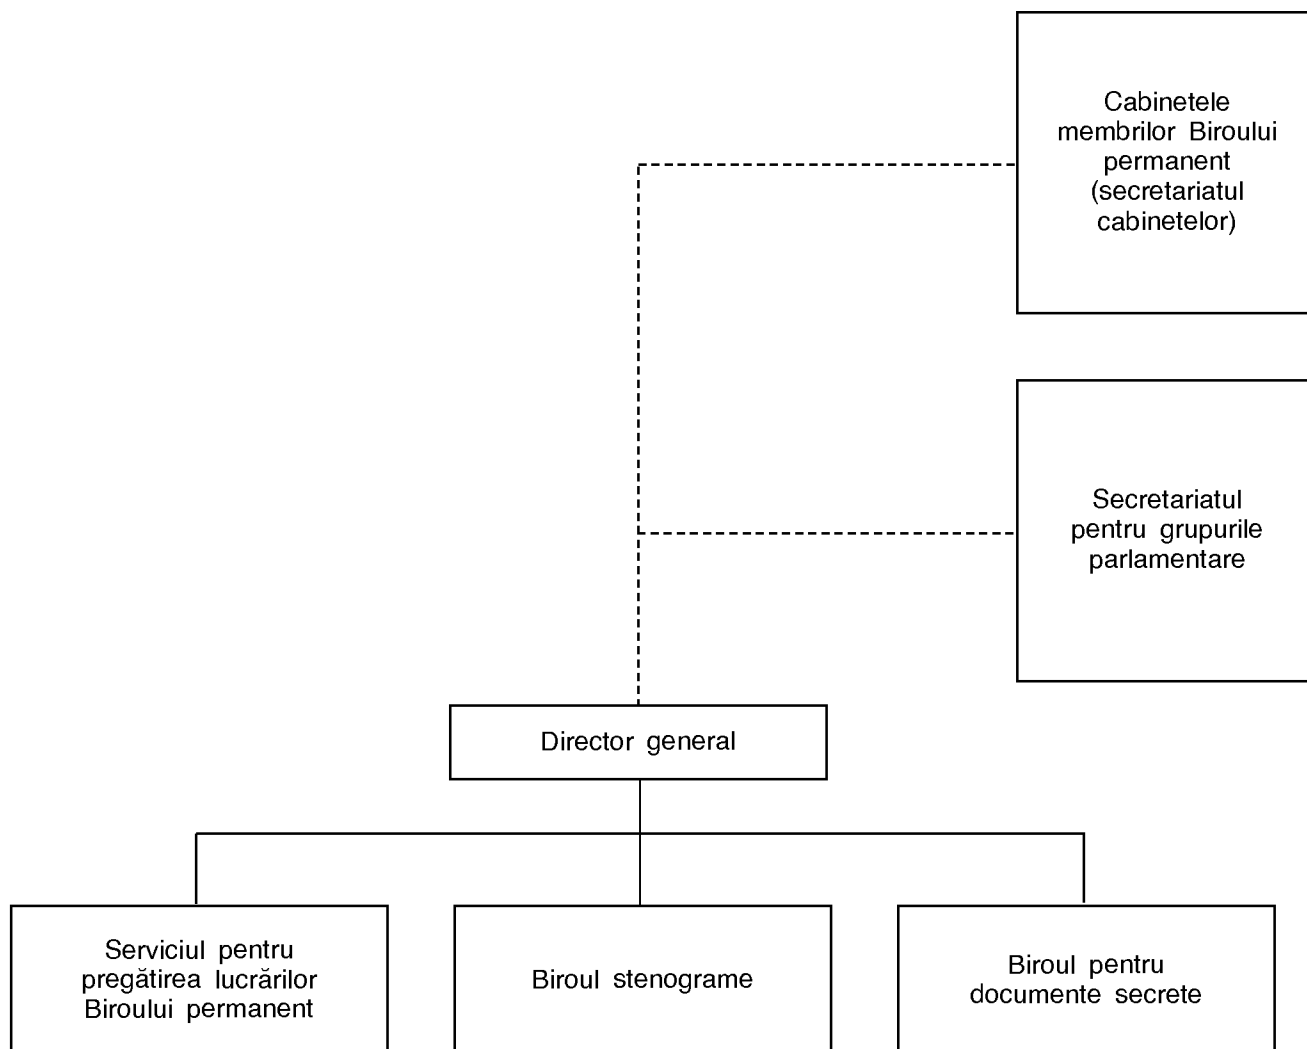 Cabinetele
membrilor Biroului
permanent
(secretariatul
cabinetelor)
Secretariatul
pentru grupurile
parlamentare
Director general
Serviciul pentru
pregătirea lucrărilor
Biroului permanent
Biroul stenograme
Biroul pentru
documente secrete